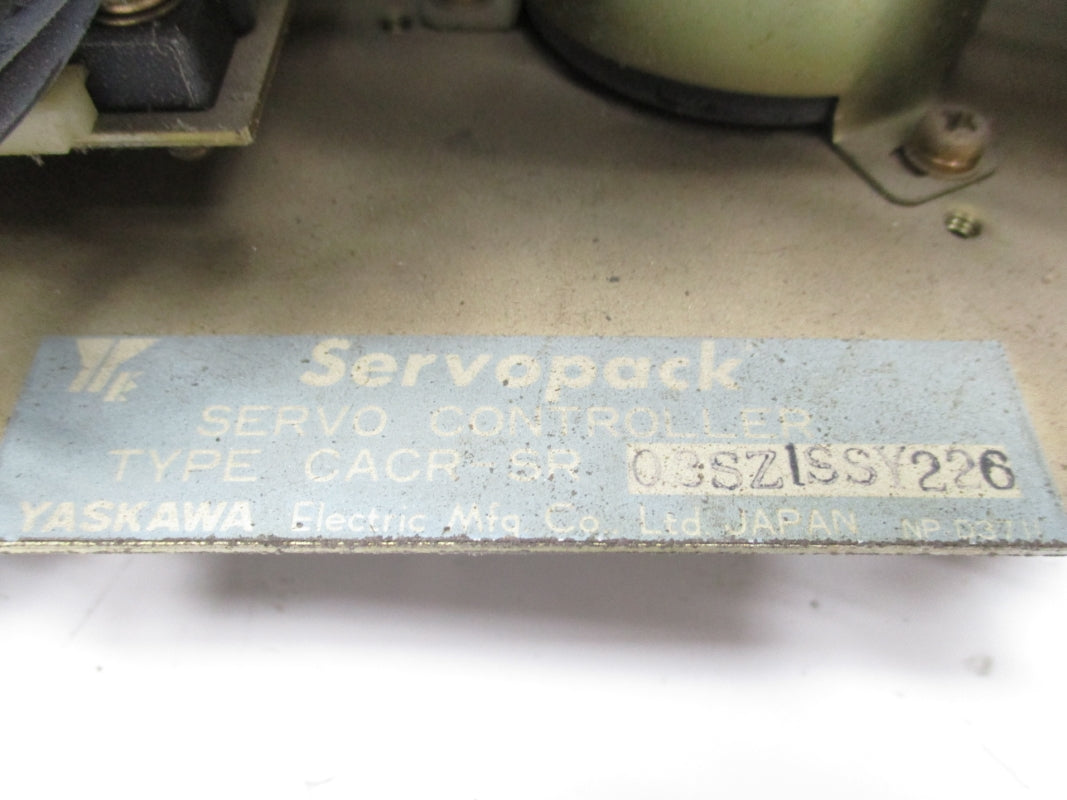 Servopack
SERVO CONTROLLER
TYPE CACR-SR 03SZ1SSY226
YASKAWA Electric Mfg Co., Ltd. JAPAN